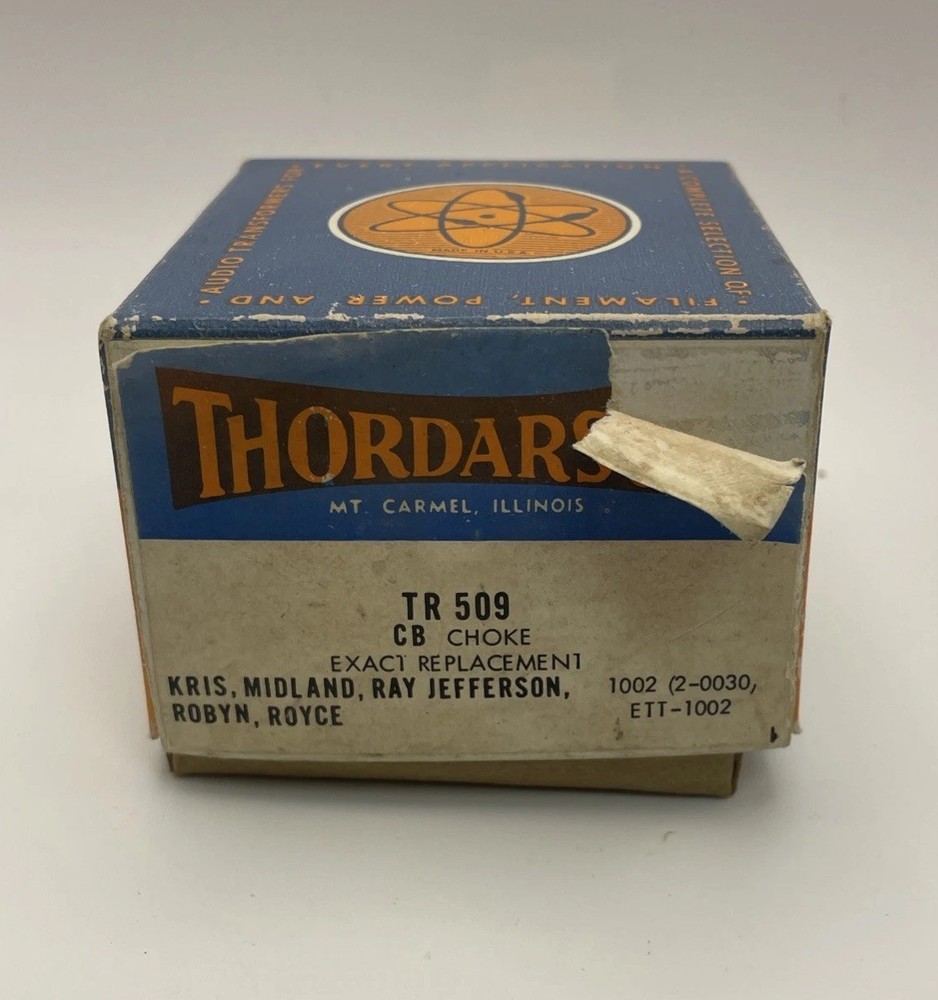 AUDIO TRANSFORMERS FOR
A COMPLETE SELECTION OF
FILAMENT, POWER AND
MADE IN U.S.A.
THORDARS
MT. CARMEL, ILLINOIS
TR 509
CB CHOKE
EXACT REPLACEMENT
KRIS, MIDLAND, RAY JEFFERSON, 1002 (2-0030,
ROBYN, ROYCE ETT-1002